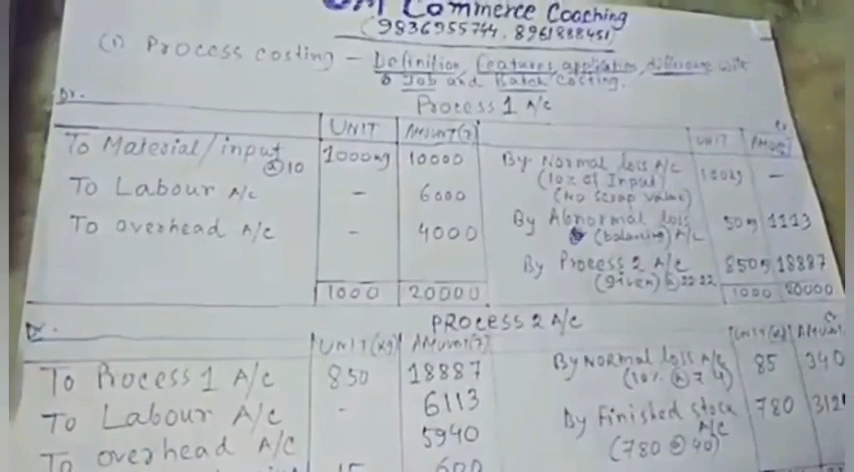 Commerce Coaching
(9836955744, 8961888451)
(1) Process costing – Definition, features, application, difference with
Job and Batch Costing.
Process 1 A/c
Dr.
UNIT AMOUNT(₹) UNIT
To Material/input 1000kg 10000 By Normal loss A/c 100kg –
@10 (10% of Input)
To Labour A/c – 6000 (No scrap value)
To overhead A/c – 4000 By Abnormal loss 50 1113
(balancing) A/c
By Process 2 A/c 850 18887
(given) @22.22
1000 20000 1000 20000
PROCESS 2 A/c
Dr.
UNIT(kg) AMOUNT(₹) UNIT(kg)
To Process 1 A/c 850 18887 By Normal loss A/c 85 340
(10% @ ₹ 4)
To Labour A/c - 6113 By Finished stock 780
A/c
To overhead A/c 5940 (780 @ 40)